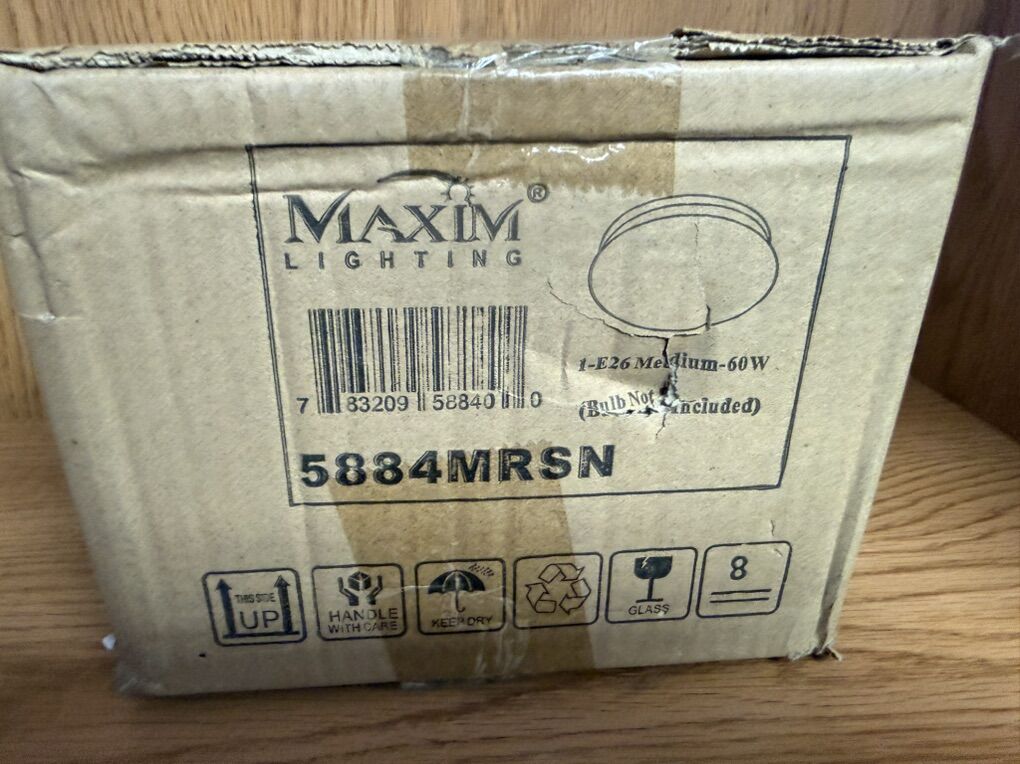 MAXIM®
LIGHTING
7 83209 58840 0
1-E26 Medium-60W
(Bulb Not Included)
5884MRSN
THIS SIDE
UP
HANDLE
WITH CARE
KEEP DRY
GLASS
8